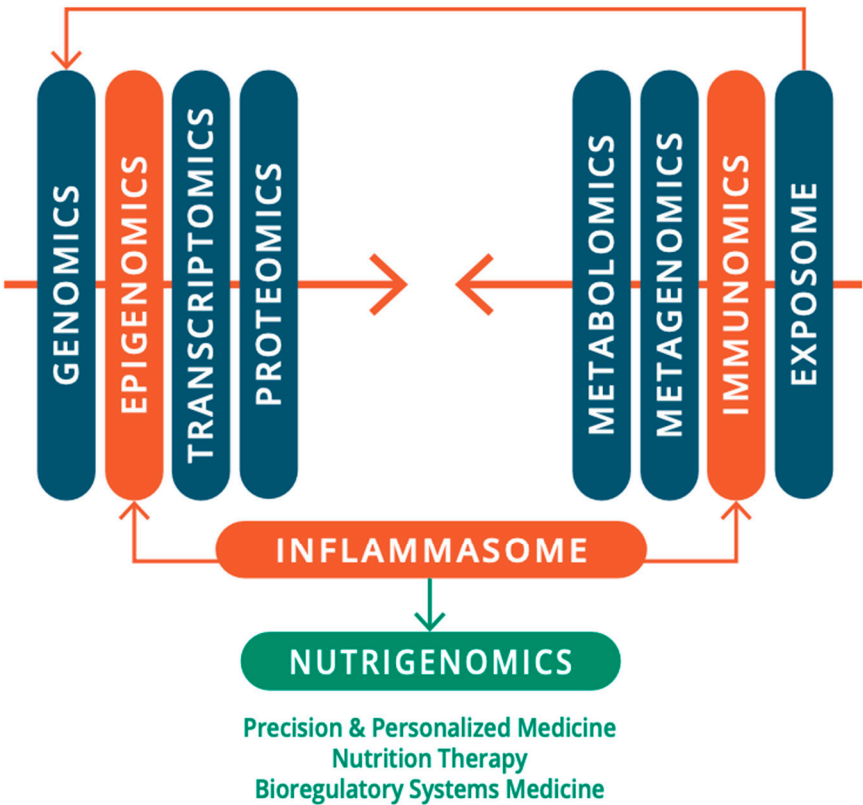 GENOMICS
EPIGENOMICS
TRANSCRIPTOMICS
PROTEOMICS
METABOLOMICS
METAGENOMICS
IMMUNOMICS
EXPOSOME
INFLAMMASOME
NUTRIGENOMICS
Precision & Personalized Medicine
Nutrition Therapy
Bioregulatory Systems Medicine